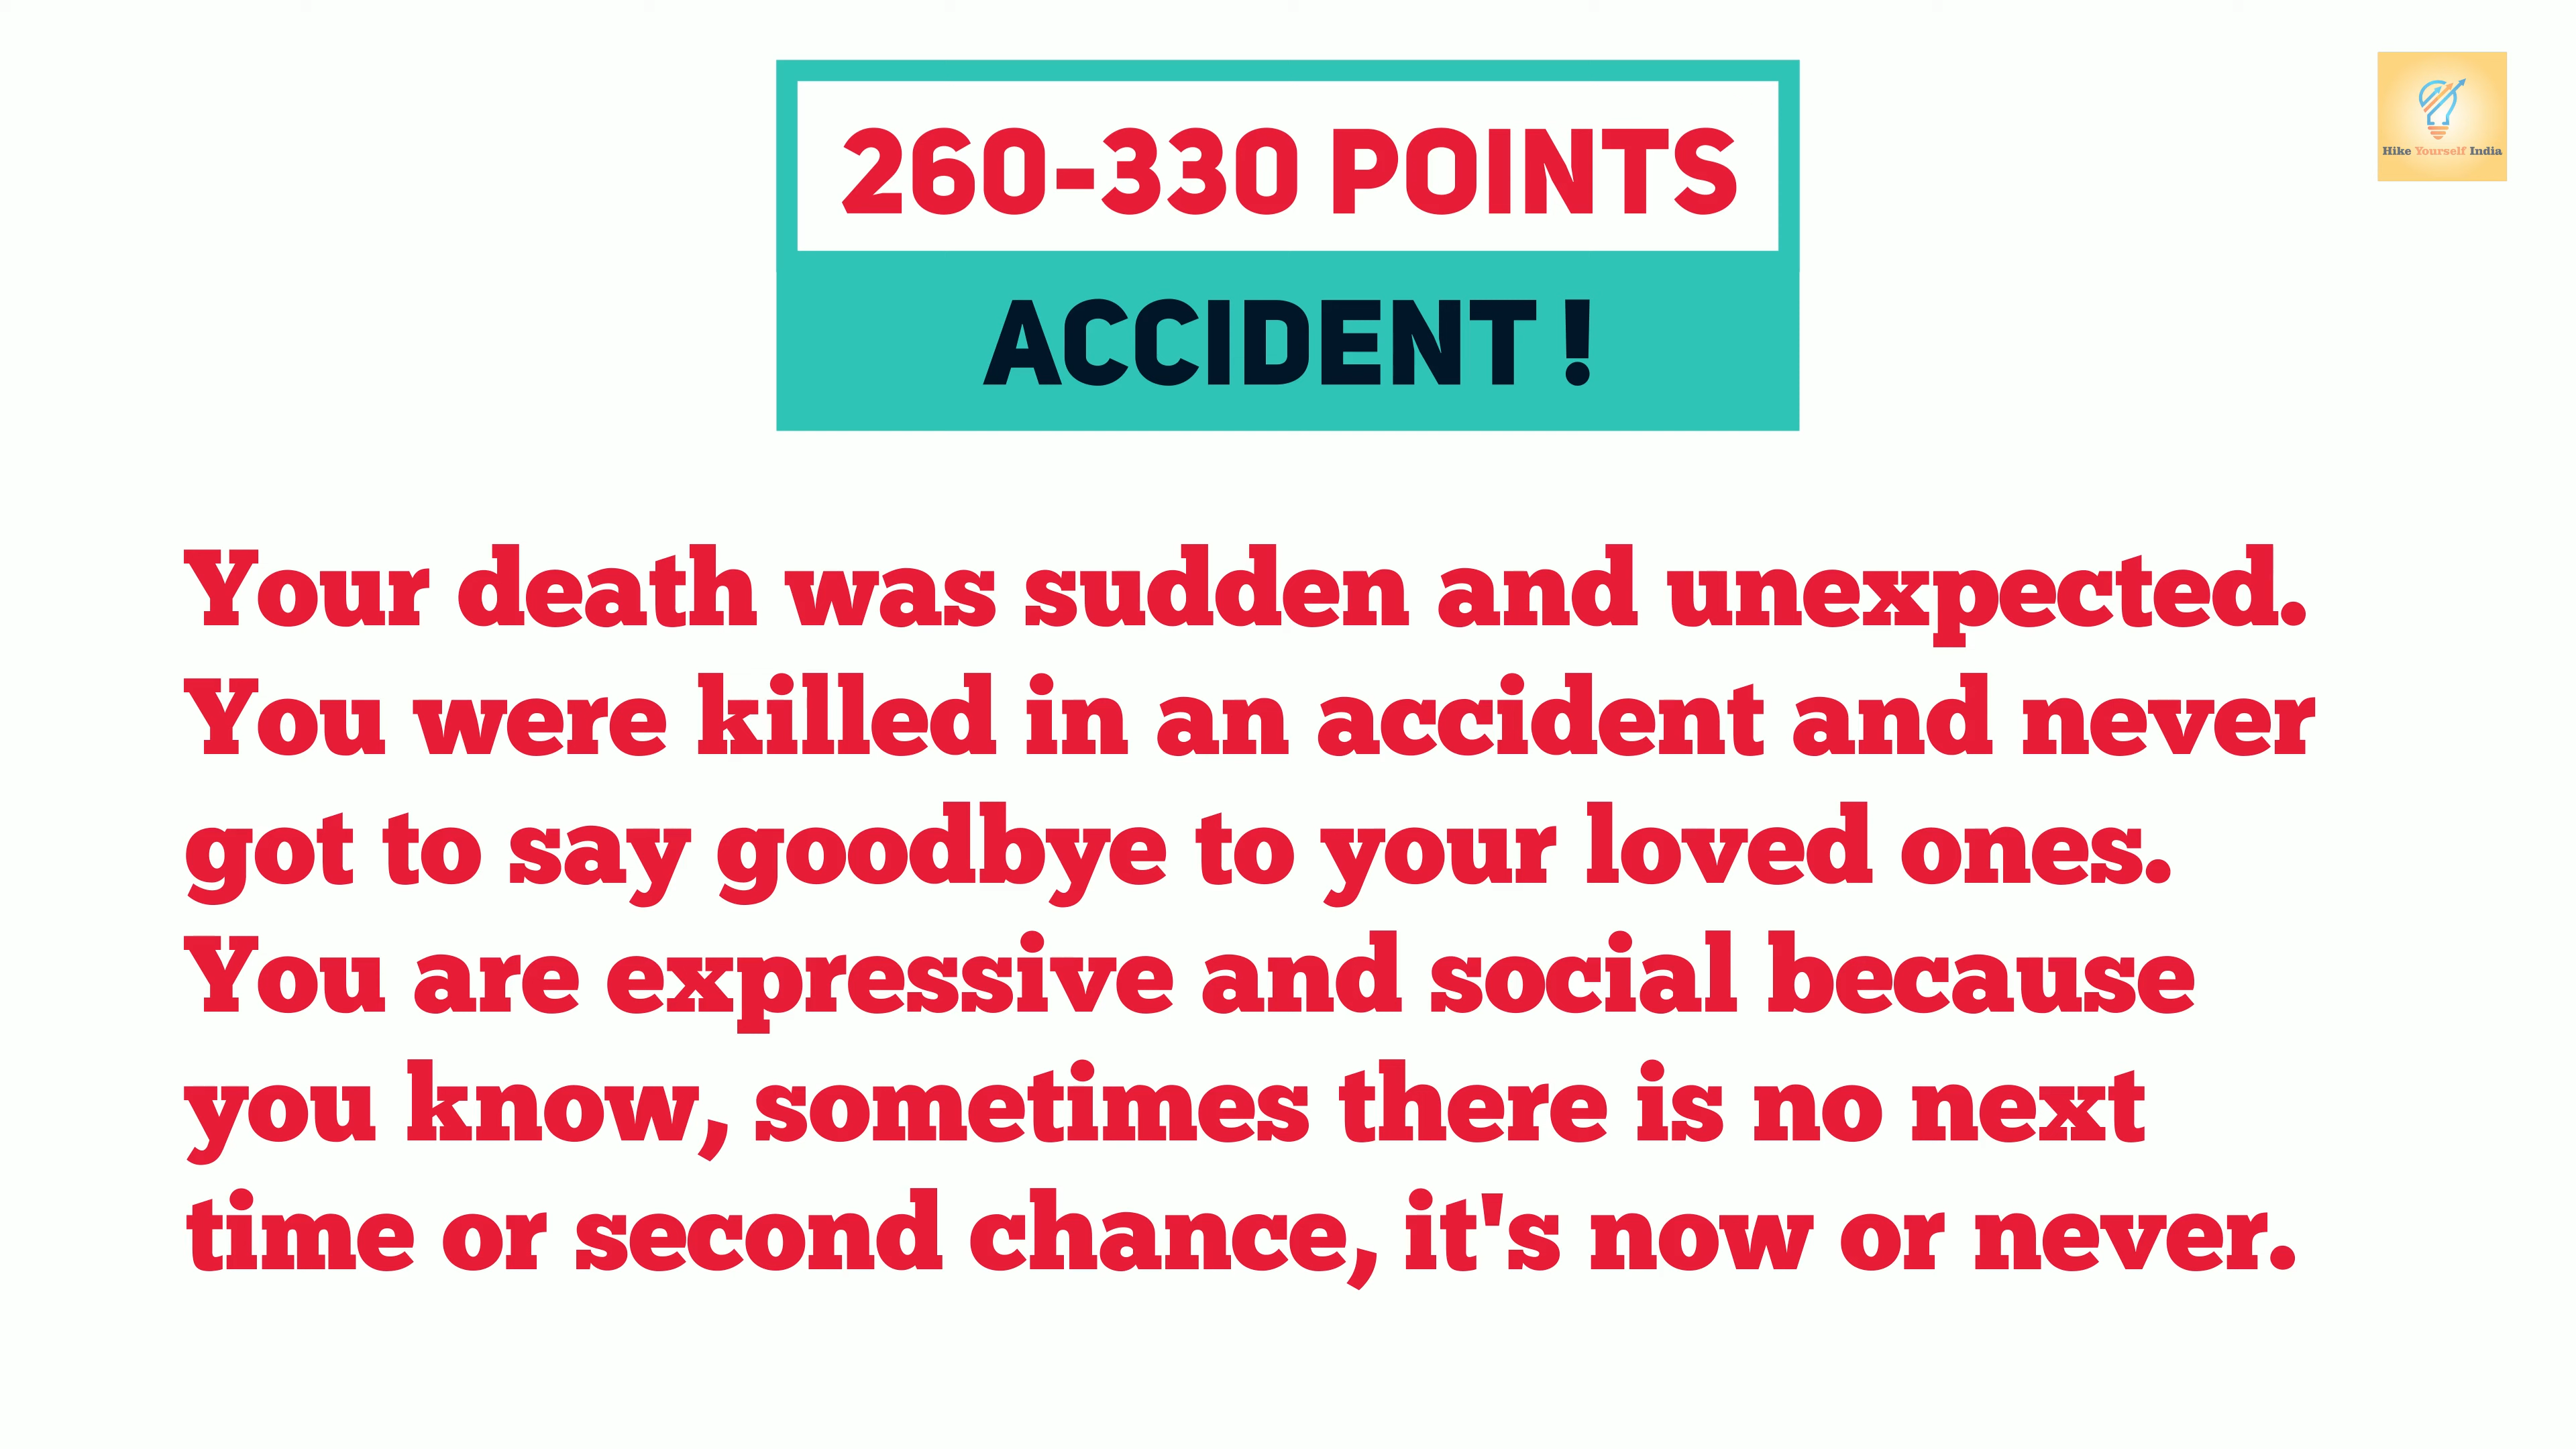 260-330 POINTS
Hike Yourself India
ACCIDENT !
Your death was sudden and unexpected.
You were killed in an accident and never
got to say goodbye to your loved ones.
You are expressive and social because
you know, sometimes there is no next
time or second chance, it's now or never.